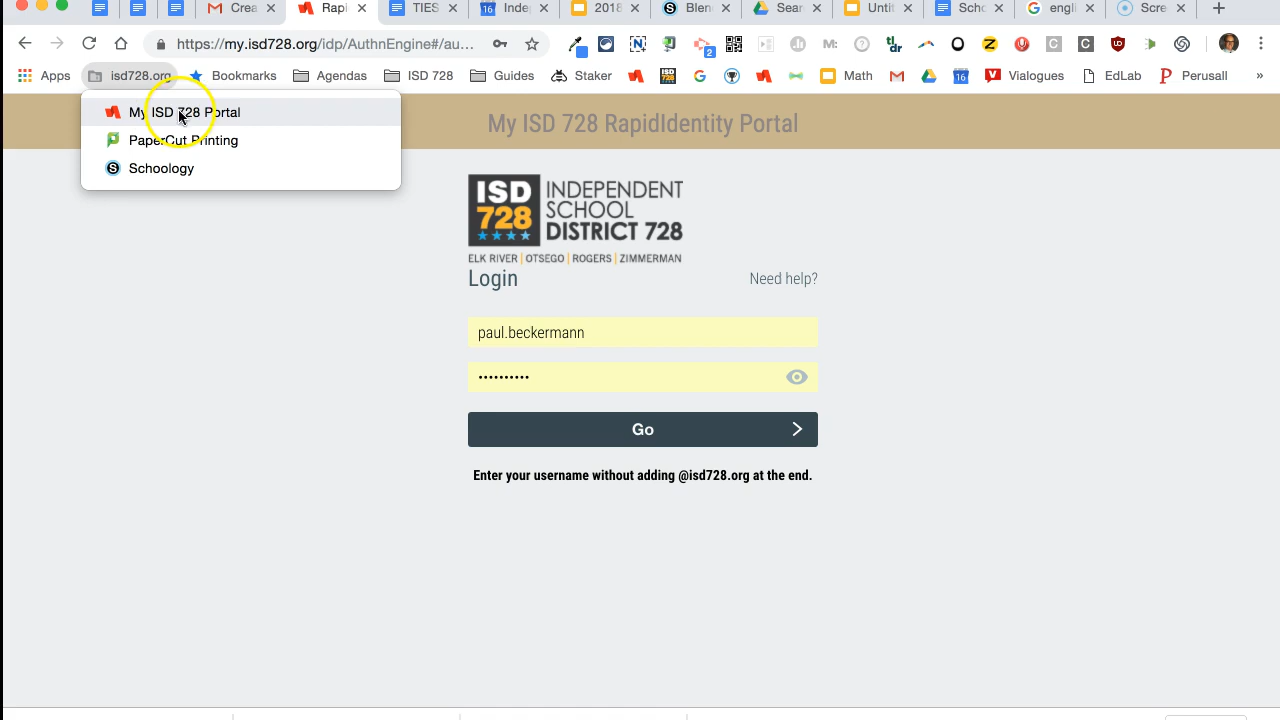 Crea
Rapi
TIES
16 Inde
2018
Blen
Sear
Untit
Scho
engli
Scre
https://my.isd728.org/idp/AuthnEngine#/au...
Apps
isd728.org
Bookmarks
Agendas
ISD 728
Guides
Staker
Math
16
Vialogues
EdLab
Perusall
»
My ISD 728 Portal
PaperCut Printing
Schoology
My ISD 728 RapidIdentity Portal
ISD 728
INDEPENDENT
SCHOOL
DISTRICT 728
ELK RIVER | OTSEGO | ROGERS | ZIMMERMAN
Login
Need help?
paul.beckermann
••••••••••
Go
Enter your username without adding @isd728.org at the end.